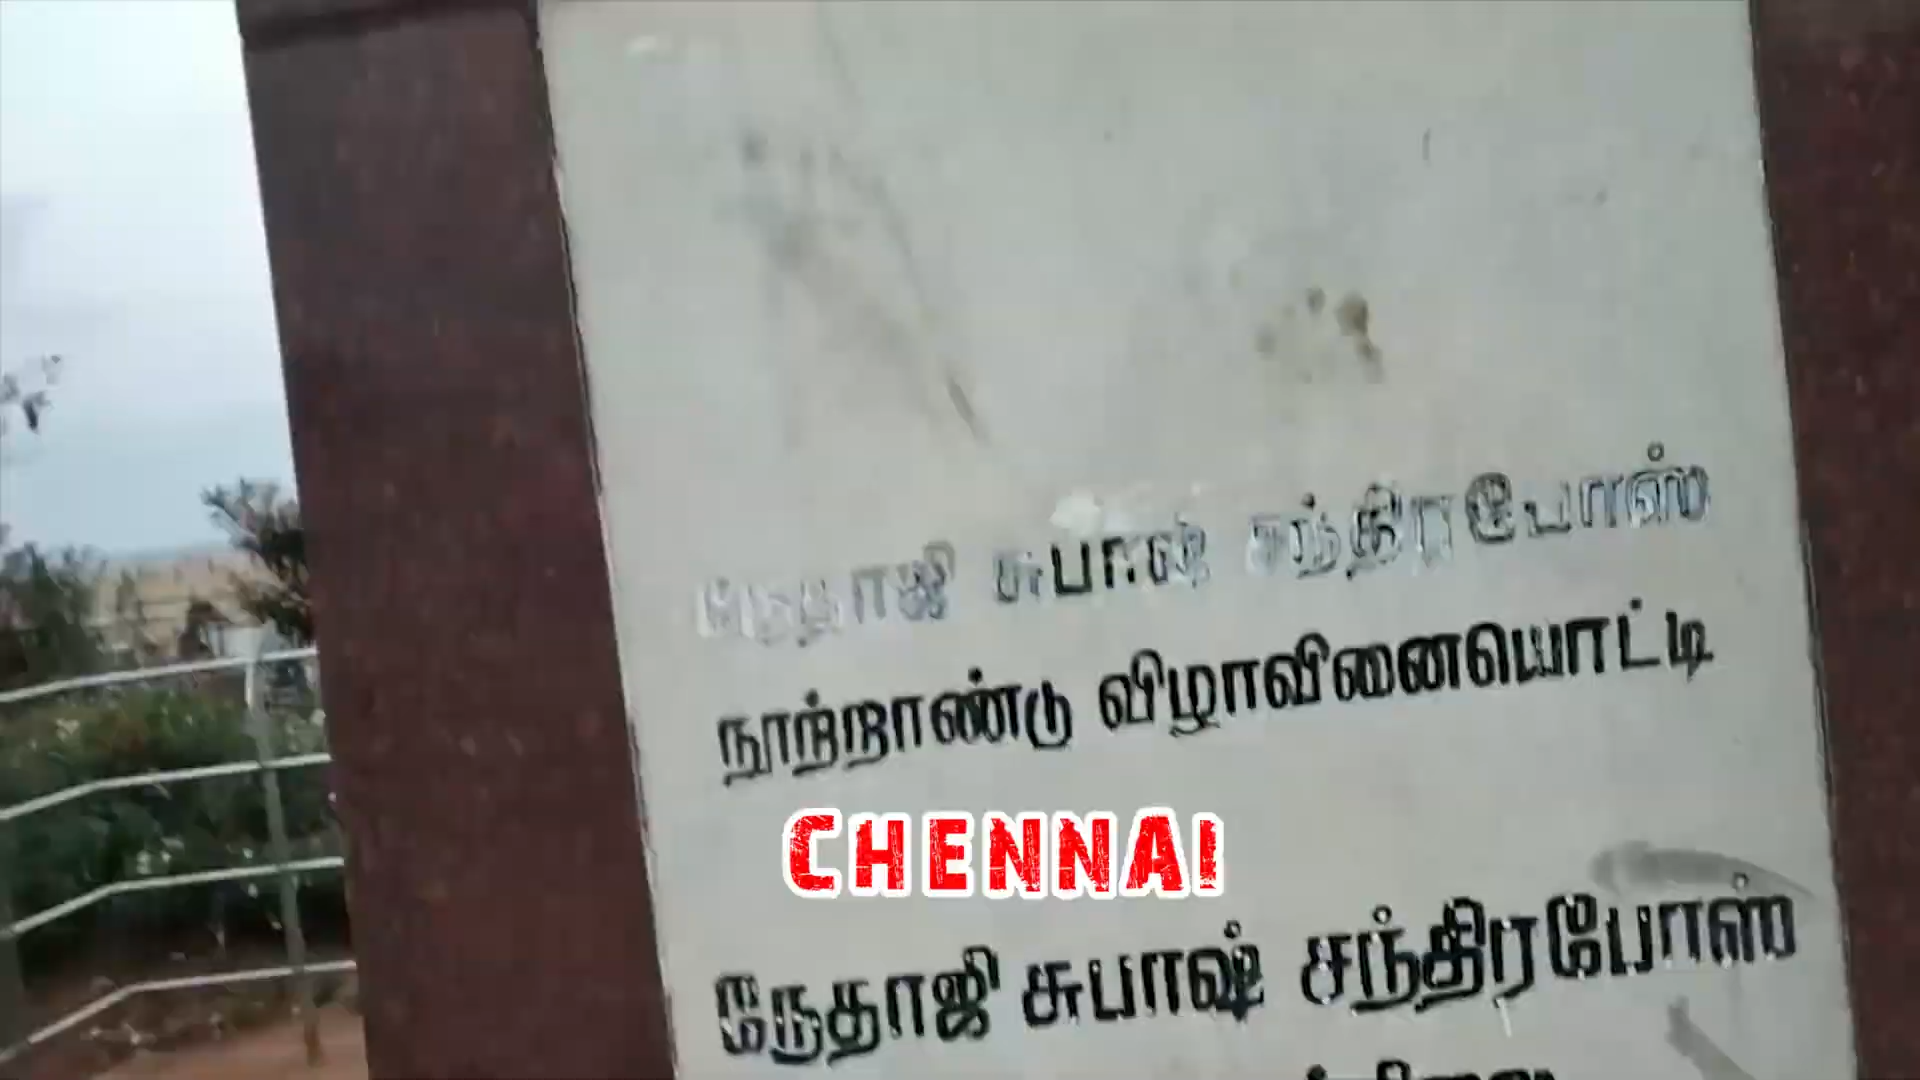 நேதாஜி சுபாஷ் சந்திரபோஸ்
நூற்றாண்டு விழாவினையொட்டி
CHENNAI
நேதாஜி சுபாஷ் சந்திரபோஸ்